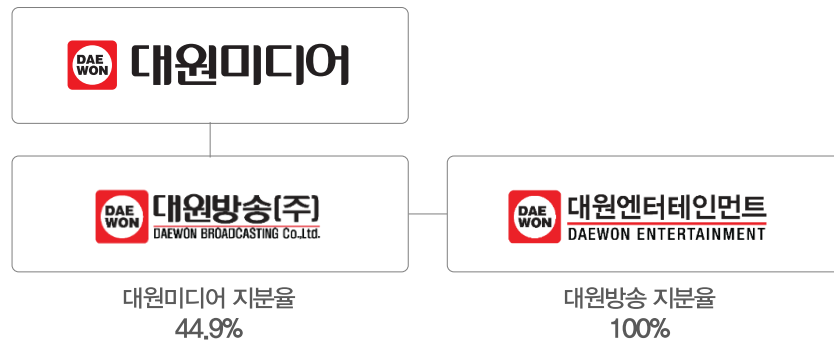 DAE
WON
대원미디어
DAE
WON
대원방송(주)
DAEWON BROADCASTING Co.,Ltd.
DAE
WON
대원엔터테인먼트
DAEWON ENTERTAINMENT
대원미디어 지분율
44.9%
대원방송 지분율
100%